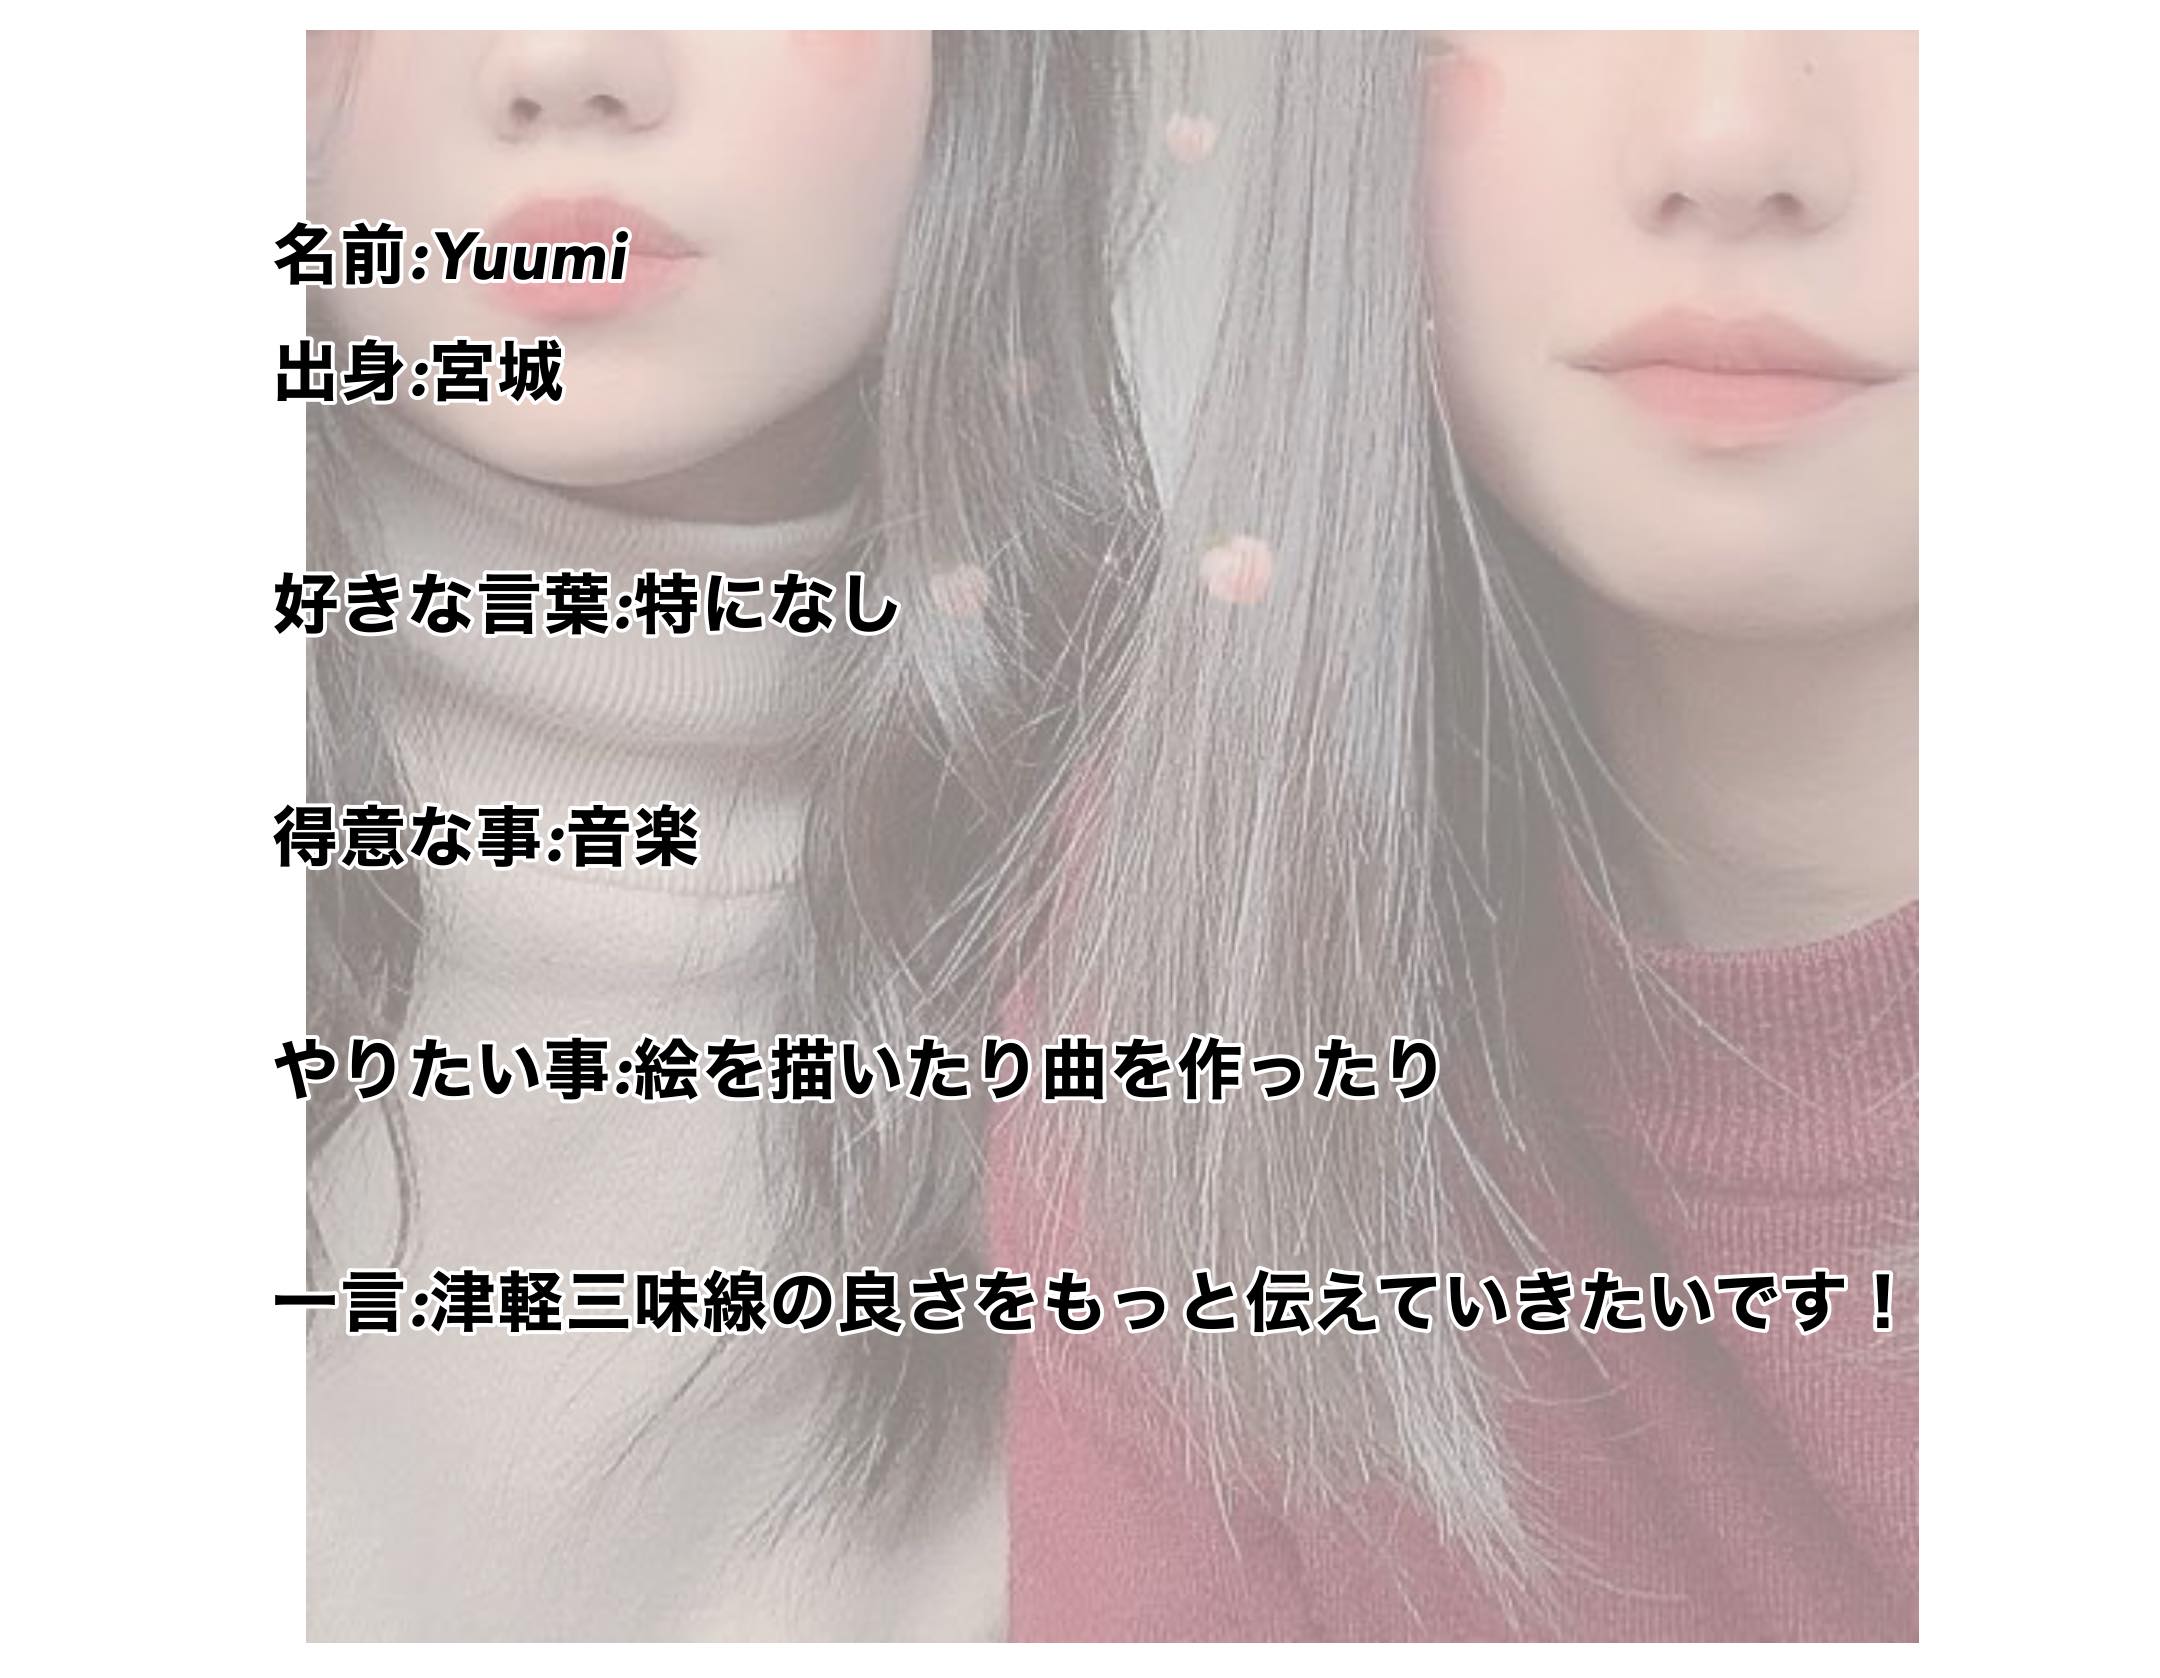 名前:Yuumi
出身:宮城
好きな言葉:特になし
得意な事:音楽
やりたい事:絵を描いたり曲を作ったり
一言:津軽三味線の良さをもっと伝えていきたいです！